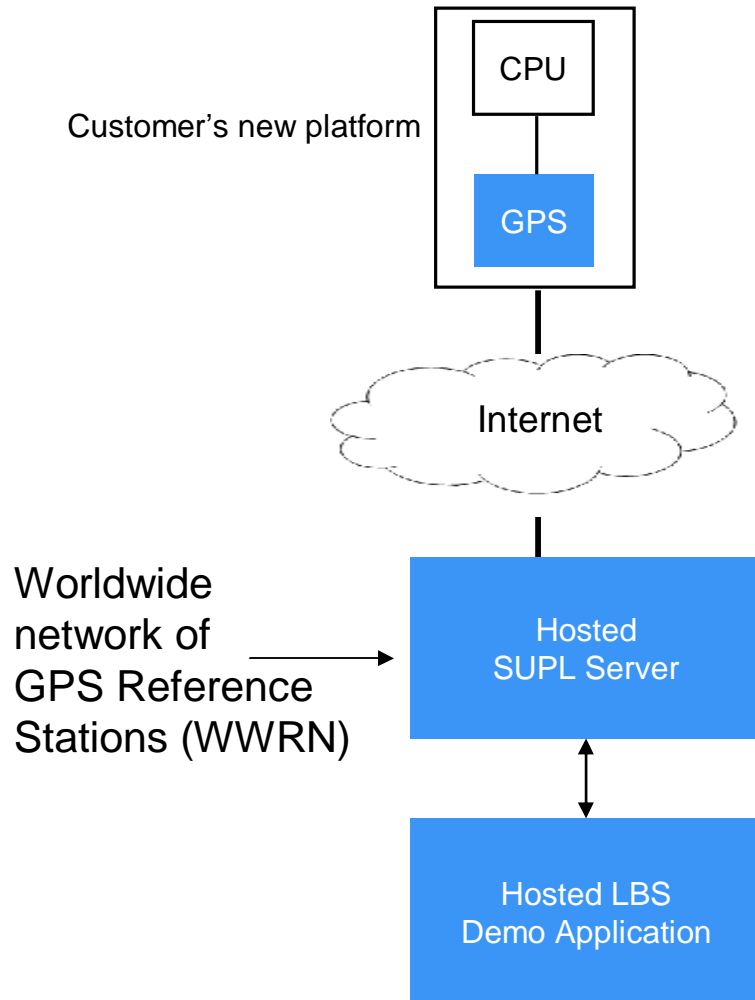 CPU
Customer’s new platform
GPS
Internet
Worldwide
network of
GPS Reference
Stations (WWRN)
Hosted
SUPL Server
Hosted LBS
Demo Application